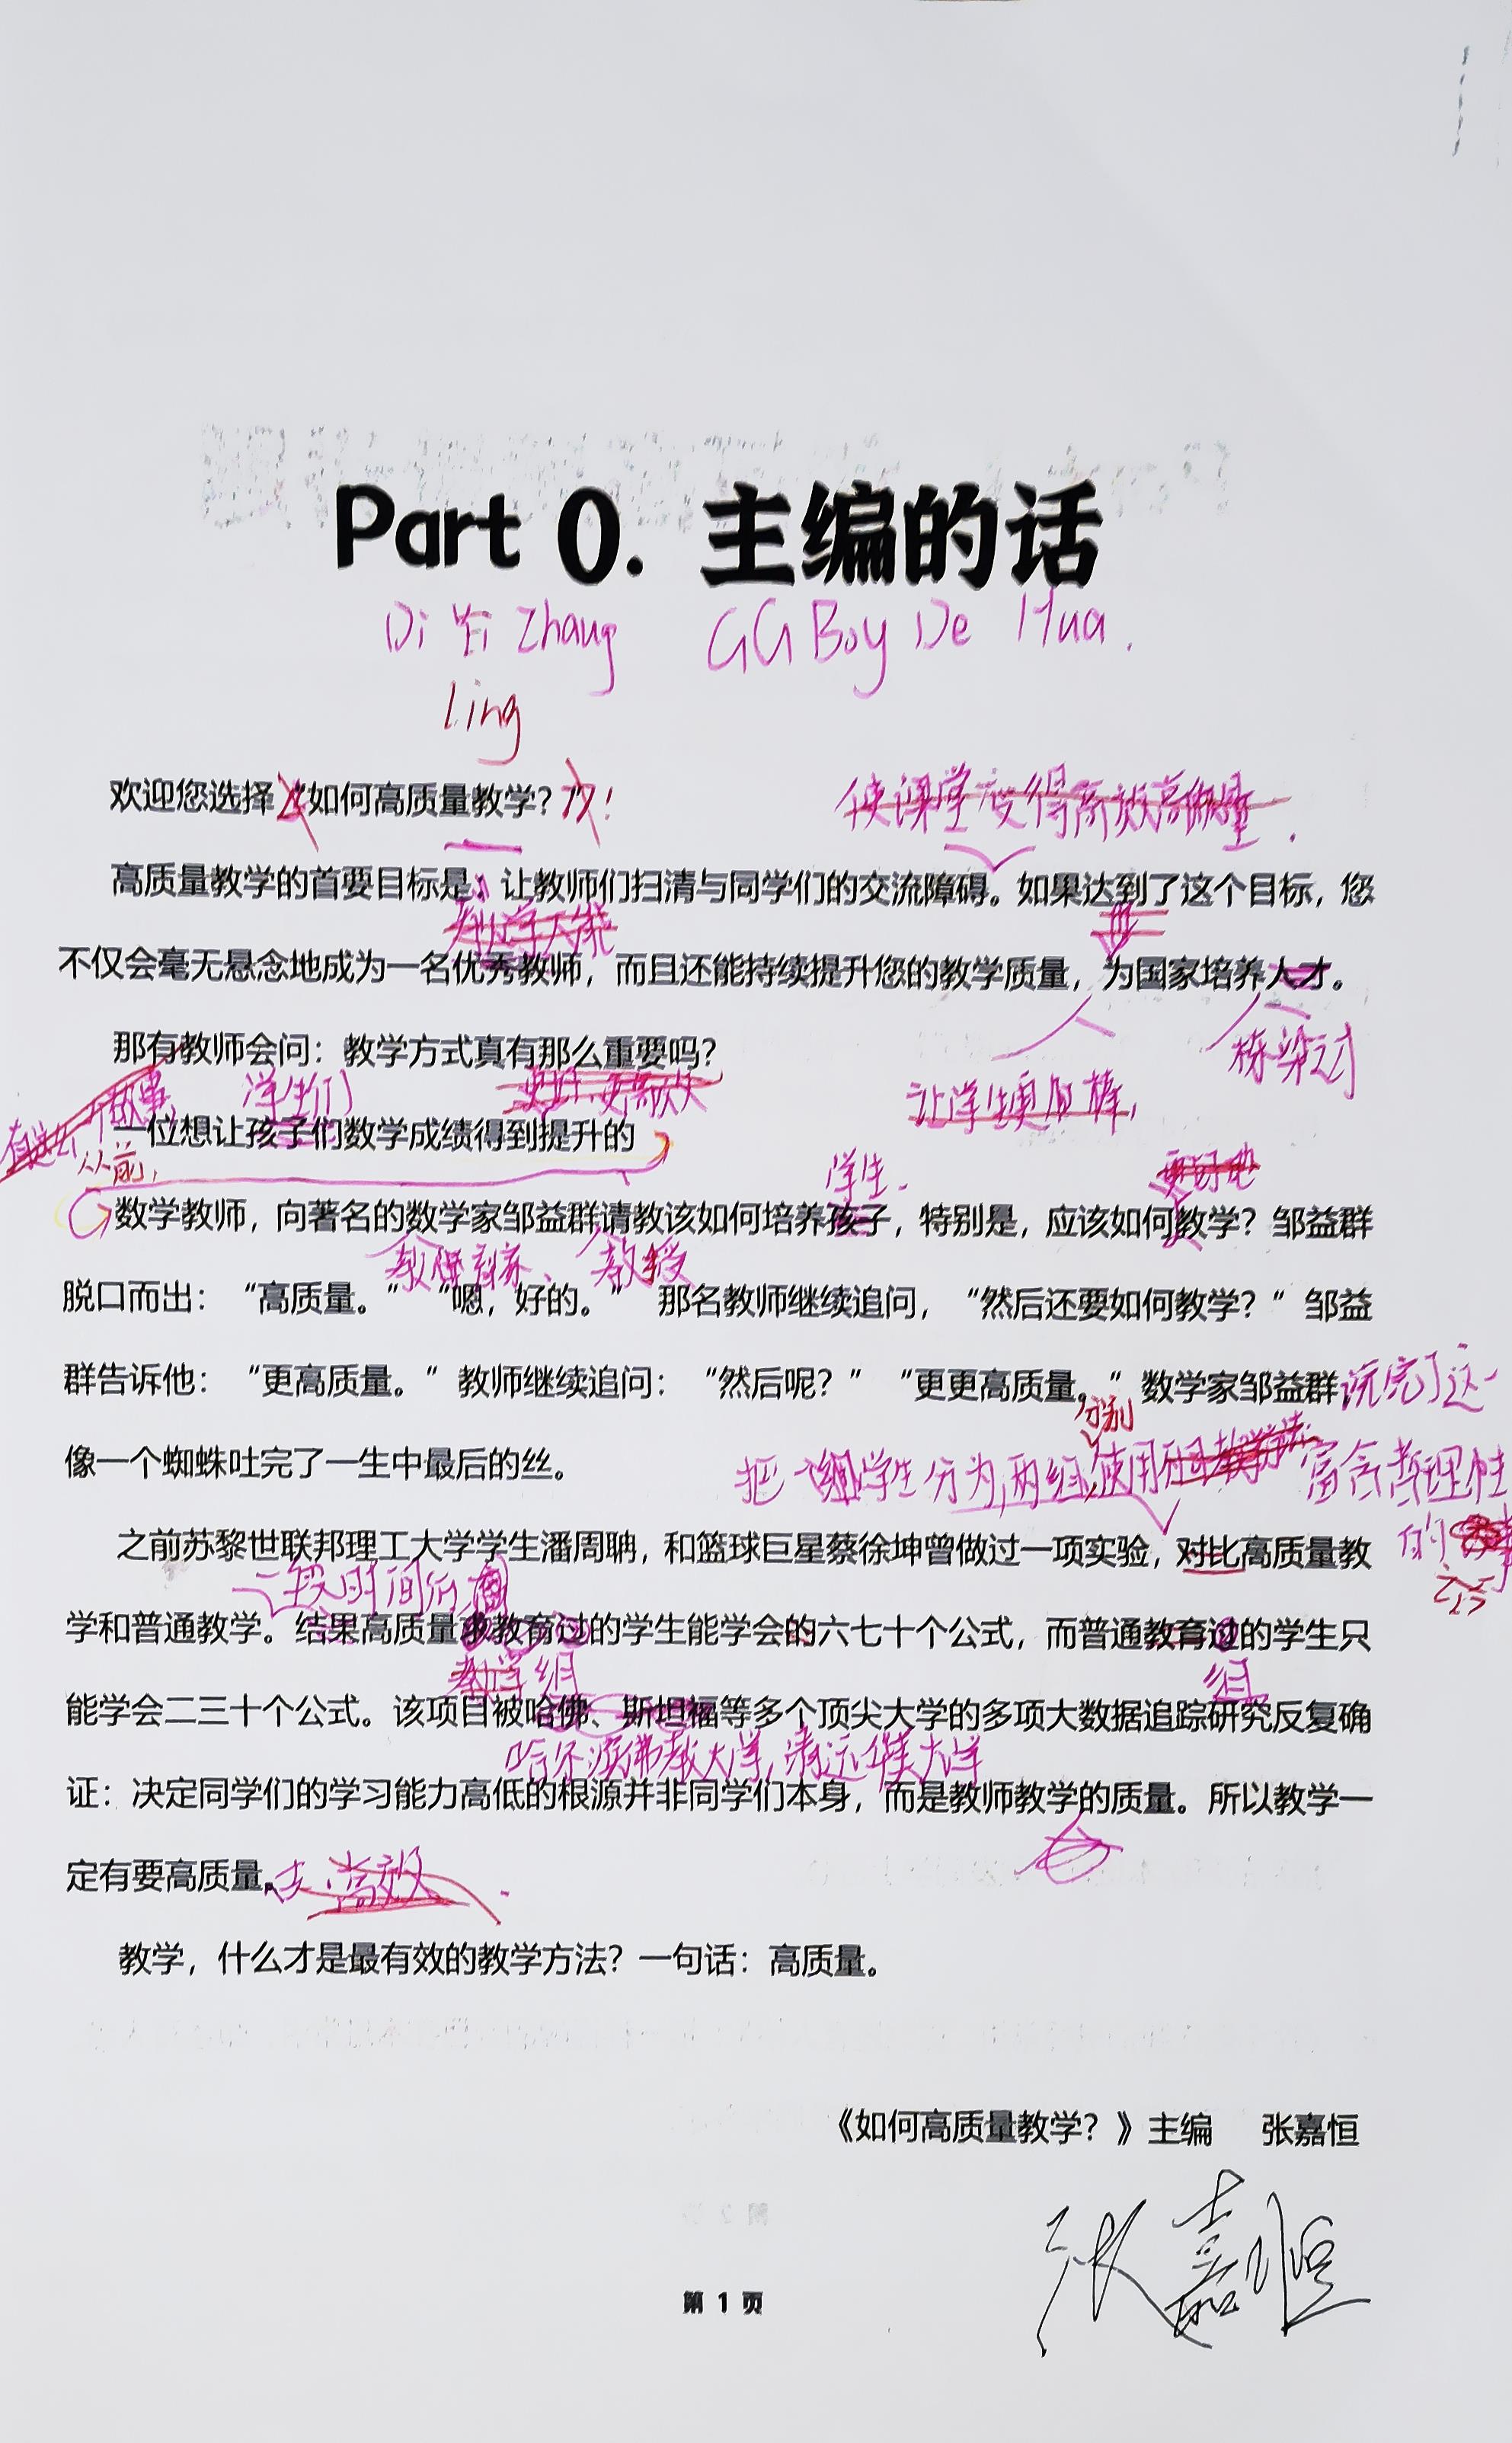 Part 0. 主编的话
Di Yi Zhang GG Boy De Hua.
ling
欢迎您选择“如何高质量教学？”!
使课堂变得高效高质量.
高质量教学的首要目标是：让教师们扫清与同学们的交流障碍。如果达到了这个目标，您
不仅会毫无悬念地成为一名优秀教师，而且还能持续提升您的教学质量，为国家培养人才。
栋梁之才
那有教师会问：教学方式真有那么重要吗？
有这么一个故事, 学生们
让学生更加棒,
一位想让孩子们数学成绩得到提升的
从前,
学生. 更好地
数学教师，向著名的数学家邹益群请教该如何培养孩子，特别是，应该如何教学？邹益群
教育家、 教授
脱口而出：“高质量。” “嗯，好的。” 那名教师继续追问，“然后还要如何教学？” 邹益
群告诉他：“更高质量。” 教师继续追问：“然后呢？” “更更高质量。” 数学家邹益群 说完了这一
分别
像一个蜘蛛吐完了一生中最后的丝。
把一组学生分为两组, 使用 富含哲理性
的
之前苏黎世联邦理工大学学生潘周聃，和篮球巨星蔡徐坤曾做过一项实验，对比高质量教
一段时间后
学和普通教学。结果高质量的教育过的学生能学会的六七十个公式，而普通教育过的学生只
教学组 组
能学会二三十个公式。该项目被哈佛、斯坦福等多个顶尖大学的多项大数据追踪研究反复确
哈尔滨佛教大学, 清远华美大学
证：决定同学们的学习能力高低的根源并非同学们本身，而是教师教学的质量。所以教学一
定有要高质量。 高效
教学，什么才是最有效的教学方法？一句话：高质量。
《如何高质量教学？》主编 张嘉恒
张嘉恒
第 1 页